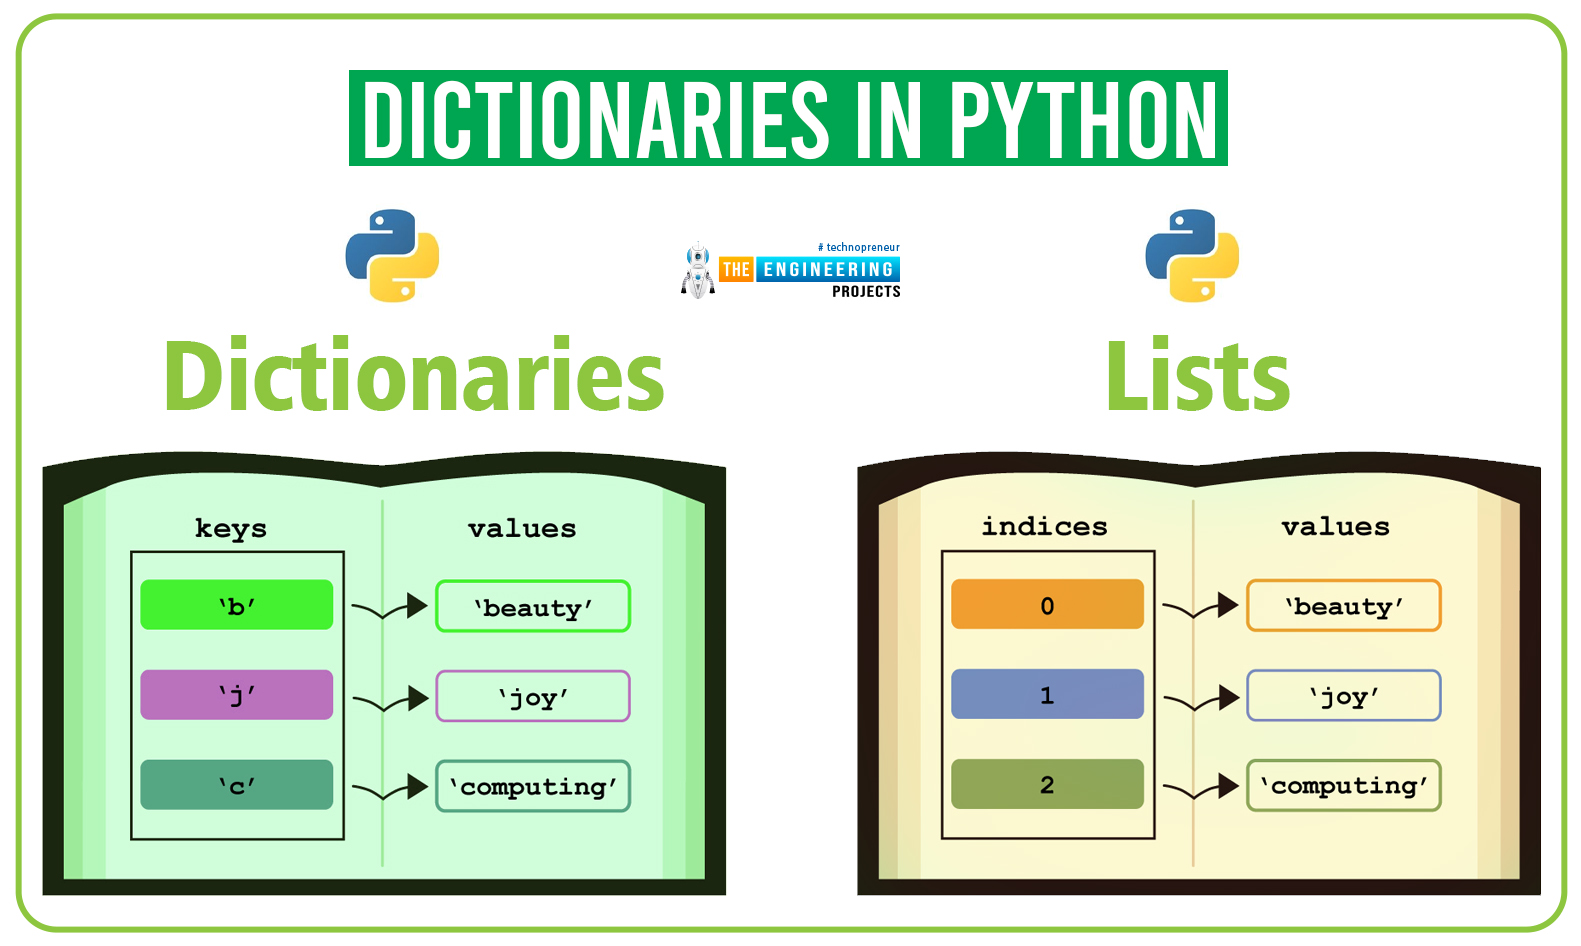 DICTIONARIES IN PYTHON
# technopreneur
THE ENGINEERING
PROJECTS
Dictionaries
keys values
‘b’ ‘beauty’
‘j’ ‘joy’
‘c’ ‘computing’
Lists
indices values
0 ‘beauty’
1 ‘joy’
2 ‘computing’